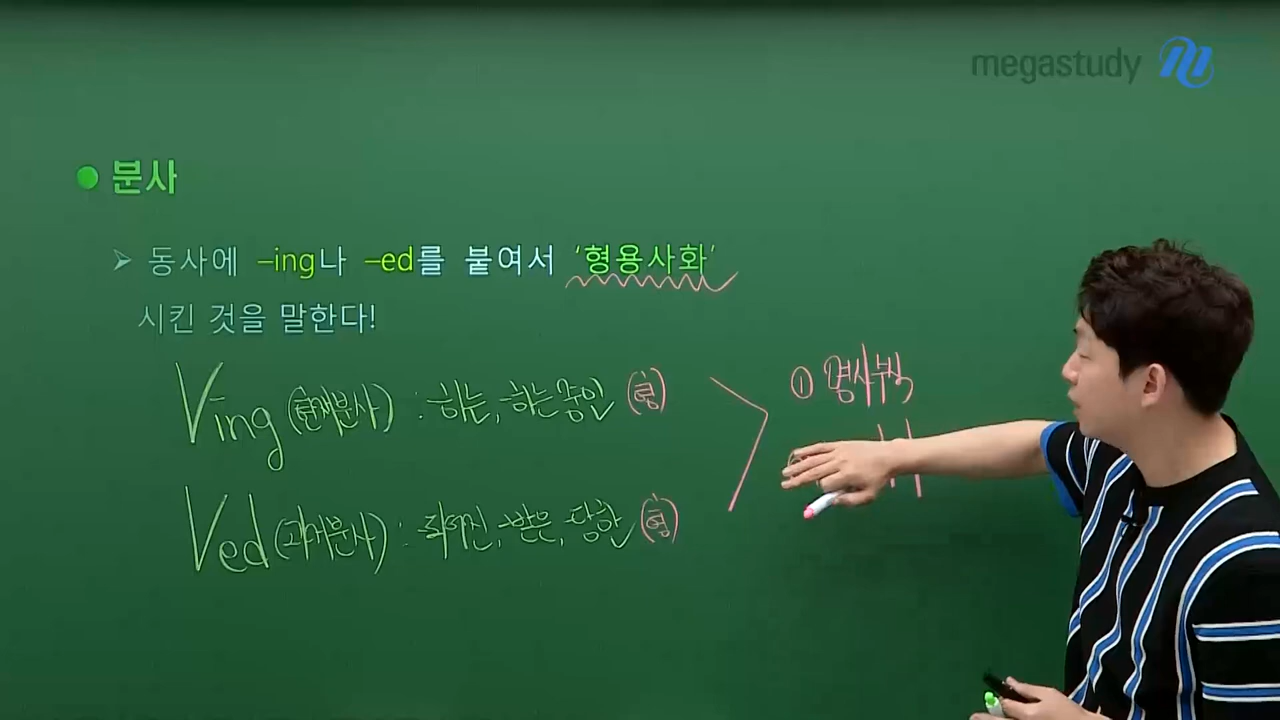 megastudy
분사
동사에 –ing나 –ed를 붙여서 '형용사화'
시킨 것을 말한다!
Ving (현재분사) : -하는, -하는 중인 (형)
① 명사수식
Ved (과거분사) : -되어진, -받은, -당한 (형)